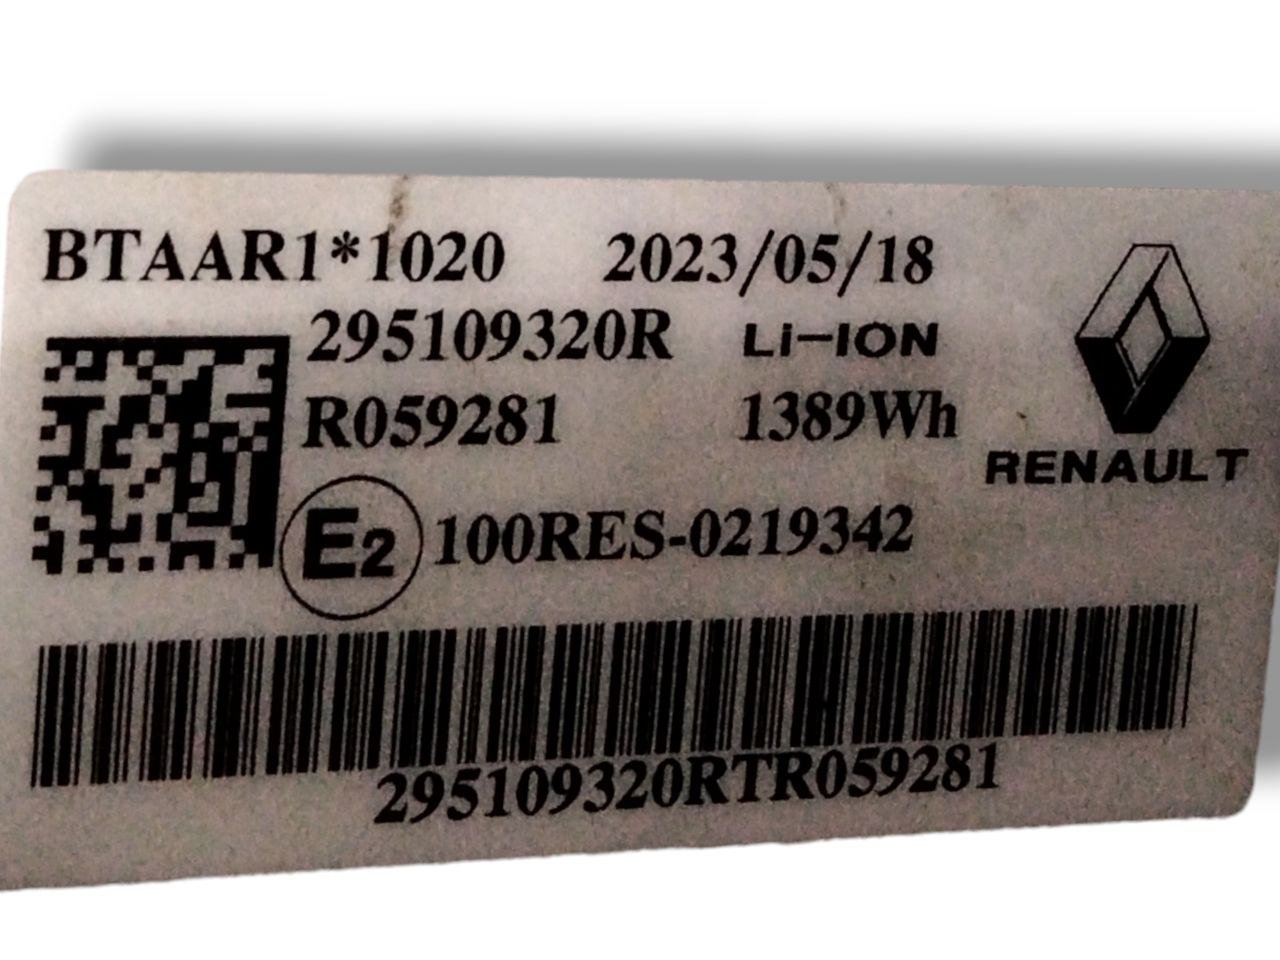 BTAAR1*1020 2023/05/18
295109320R Li-ION
R059281 1389Wh
RENAULT
E2 100RES-0219342
295109320RTR059281